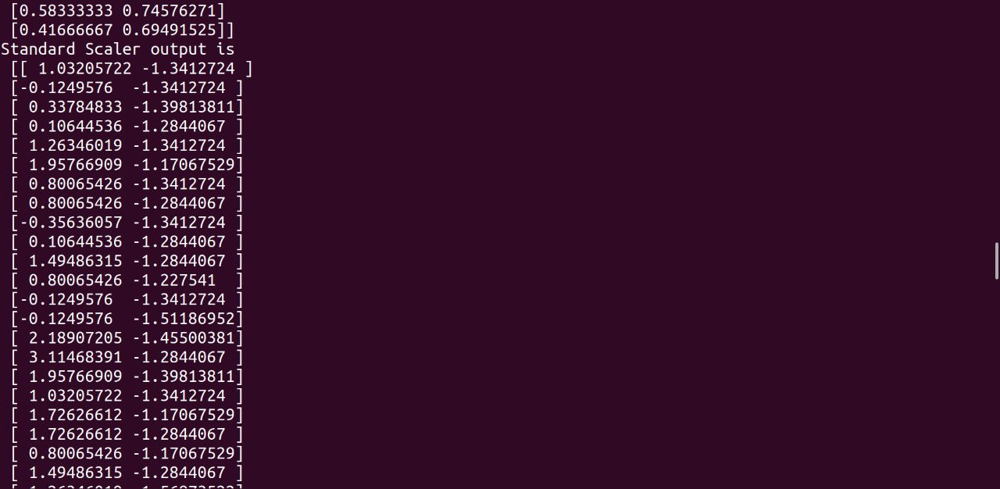 [0.58333333 0.74576271]
[0.41666667 0.69491525]]
Standard Scaler output is
[[ 1.03205722 -1.3412724 ]
[-0.1249576  -1.3412724 ]
[ 0.33784833 -1.39813811]
[ 0.10644536 -1.2844067 ]
[ 1.26346019 -1.3412724 ]
[ 1.95766909 -1.17067529]
[ 0.80065426 -1.3412724 ]
[ 0.80065426 -1.2844067 ]
[-0.35636057 -1.3412724 ]
[ 0.10644536 -1.2844067 ]
[ 1.49486315 -1.2844067 ]
[ 0.80065426 -1.227541  ]
[-0.1249576  -1.3412724 ]
[-0.1249576  -1.51186952]
[ 2.18907205 -1.45500381]
[ 3.11468391 -1.2844067 ]
[ 1.95766909 -1.39813811]
[ 1.03205722 -1.3412724 ]
[ 1.72626612 -1.17067529]
[ 1.72626612 -1.2844067 ]
[ 0.80065426 -1.17067529]
[ 1.49486315 -1.2844067 ]